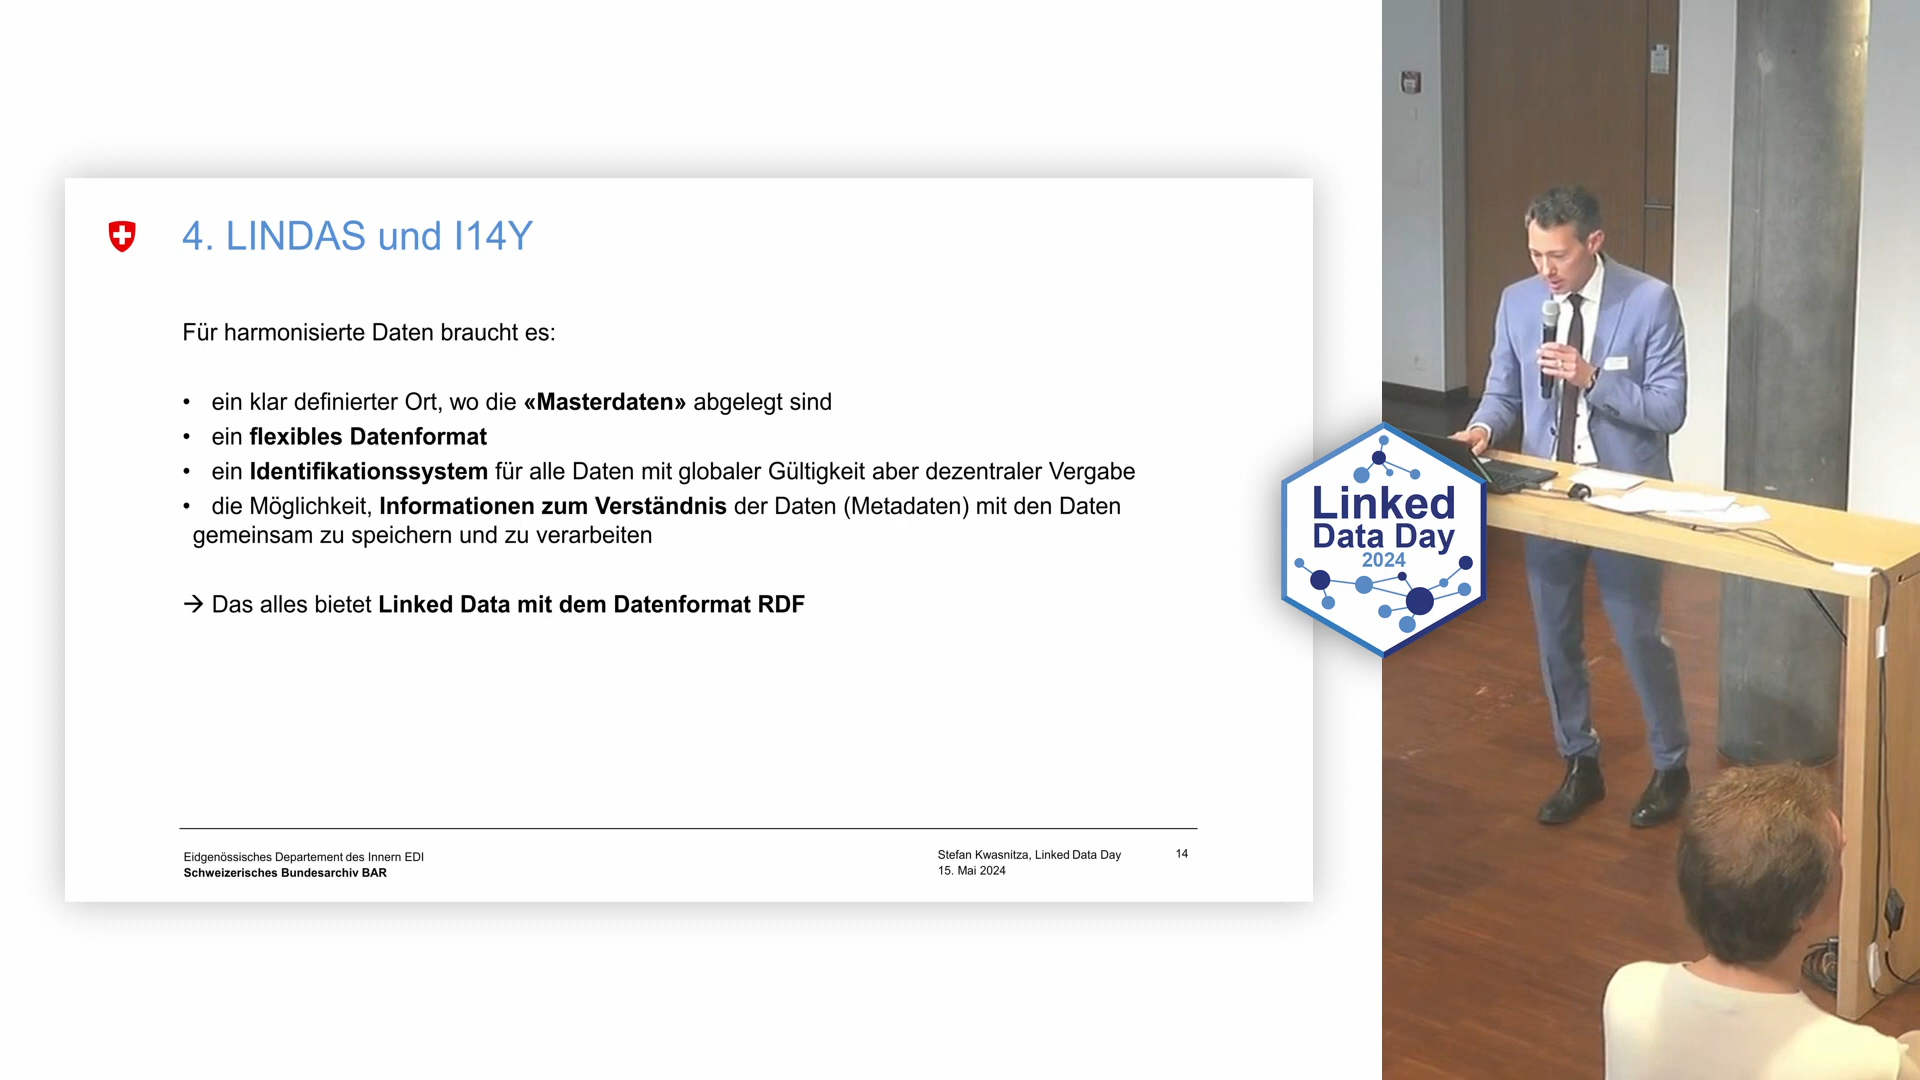 4. LINDAS und I14Y
Für harmonisierte Daten braucht es:
• ein klar definierter Ort, wo die «Masterdaten» abgelegt sind
• ein flexibles Datenformat
• ein Identifikationssystem für alle Daten mit globaler Gültigkeit aber dezentraler Vergabe
• die Möglichkeit, Informationen zum Verständnis der Daten (Metadaten) mit den Daten
gemeinsam zu speichern und zu verarbeiten
→ Das alles bietet Linked Data mit dem Datenformat RDF
Eidgenössisches Departement des Innern EDI
Schweizerisches Bundesarchiv BAR
Stefan Kwasnitza, Linked Data Day
15. Mai 2024
14
Linked
Data Day
2024